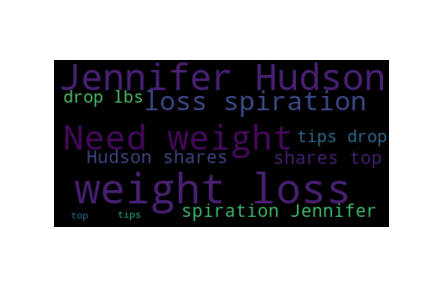 Jennifer Hudson
drop lbs
loss spiration
Need weight
tips drop
Hudson shares
shares top
weight loss
spiration Jennifer
top
tips